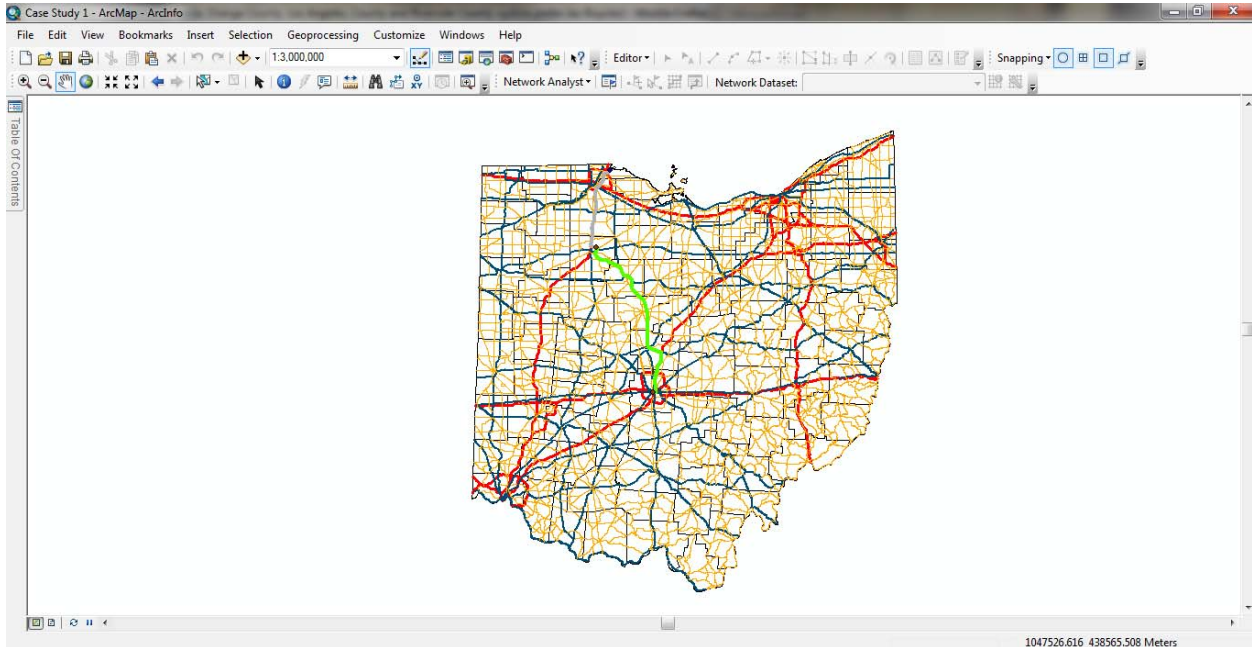 Case Study 1 - ArcMap - ArcInfo
File Edit View Bookmarks Insert Selection Geoprocessing Customize Windows Help
1:3,000,000 Editor Snapping
Network Analyst Network Dataset:
Table Of Contents
1047526.616 438565.508 Meters